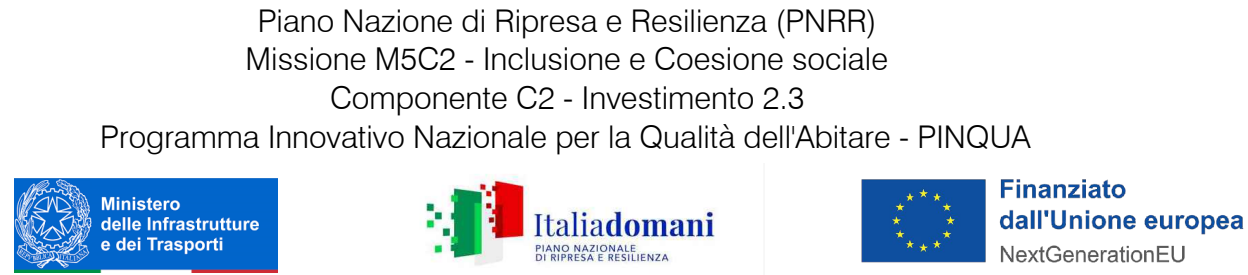 Piano Nazione di Ripresa e Resilienza (PNRR)
Missione M5C2 - Inclusione e Coesione sociale
Componente C2 - Investimento 2.3
Programma Innovativo Nazionale per la Qualità dell'Abitare - PINQUA
Ministero
delle Infrastrutture
e dei Trasporti
Italiadomani
PIANO NAZIONALE
DI RIPRESA E RESILIENZA
Finanziato
dall'Unione europea
NextGenerationEU